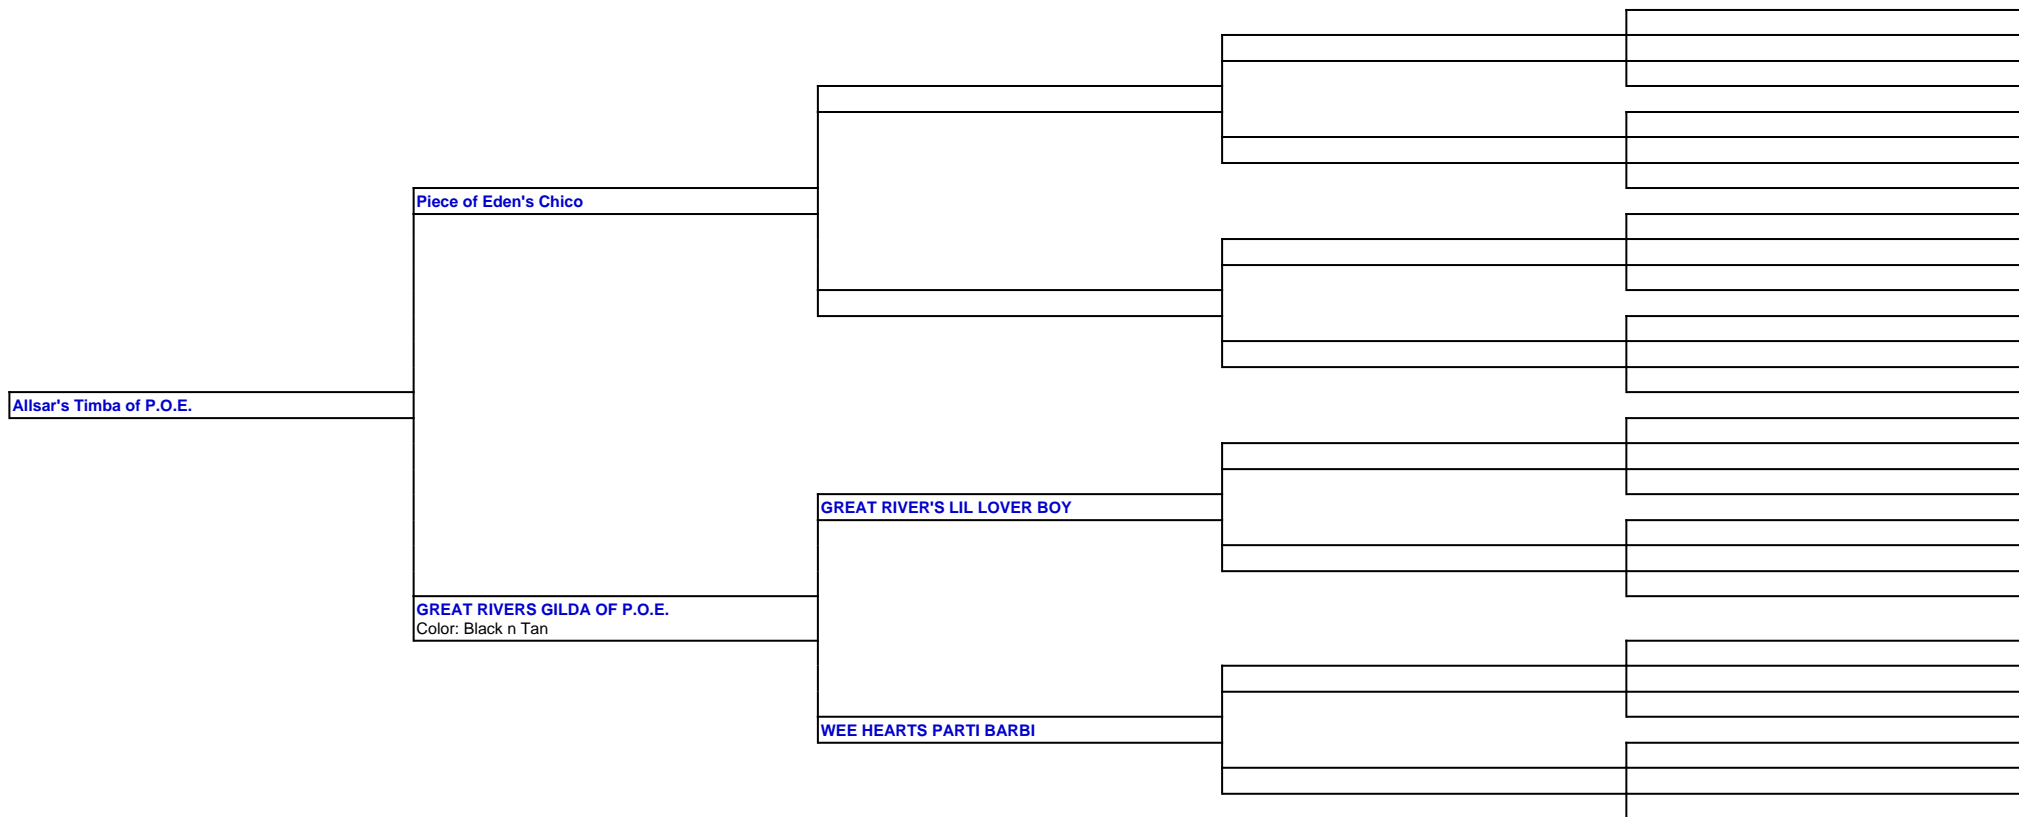 Piece of Eden's Chico
Allsar's Timba of P.O.E.
GREAT RIVER'S LIL LOVER BOY
GREAT RIVERS GILDA OF P.O.E.
Color: Black n Tan
WEE HEARTS PARTI BARBI